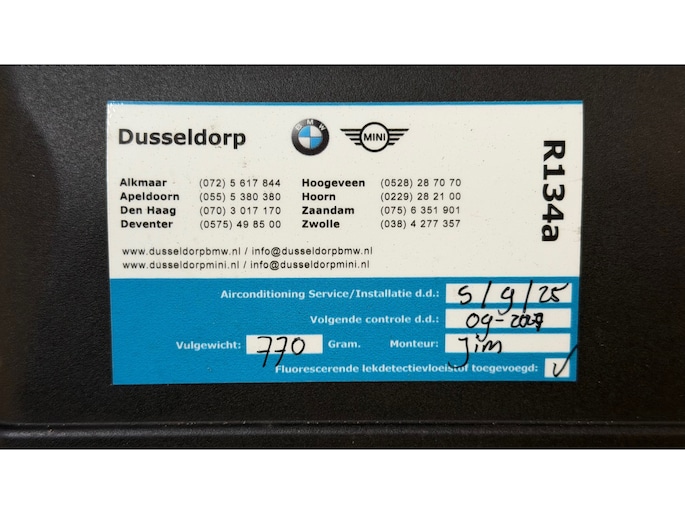 Dusseldorp BMW MINI
R134a
Alkmaar (072) 5 617 844 Hoogeveen (0528) 28 70 70
Apeldoorn (055) 5 380 380 Hoorn (0229) 28 21 00
Den Haag (070) 3 017 170 Zaandam (075) 6 351 901
Deventer (0575) 49 85 00 Zwolle (038) 4 277 357
www.dusseldorpbmw.nl / info@dusseldorpbmw.nl
www.dusseldorpmini.nl / info@dusseldorpmini.nl
Airconditioning Service/Installatie d.d.: 5/9/25
Volgende controle d.d.: 09-2027
Vulgewicht: 770 Gram. Monteur: Jim
Fluorescerende lekdetectievloeistof toegevoegd: √